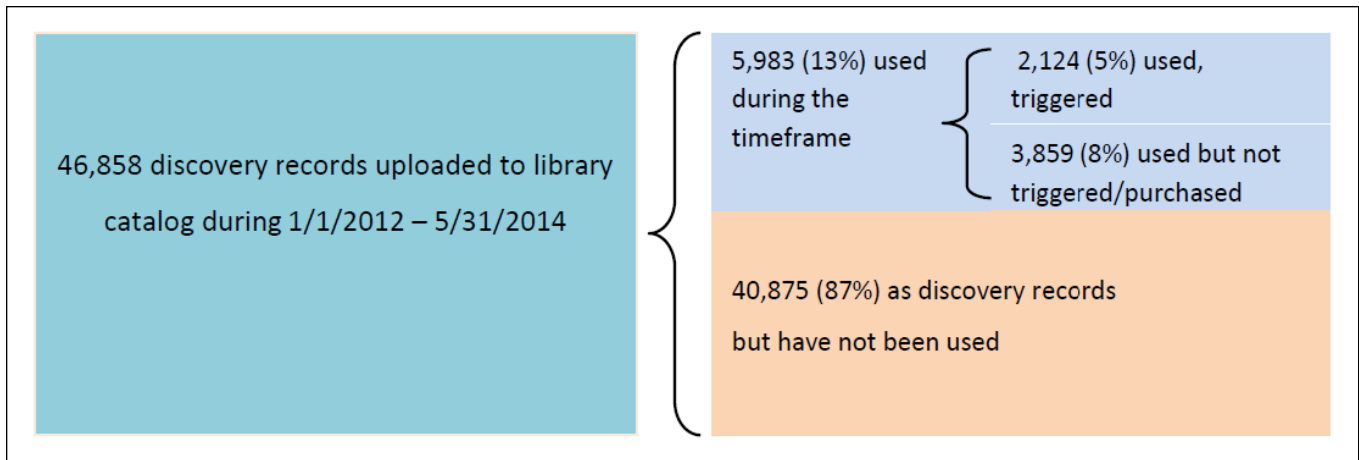 46,858 discovery records uploaded to library
catalog during 1/1/2012 – 5/31/2014
5,983 (13%) used
during the
timeframe
2,124 (5%) used,
triggered
3,859 (8%) used but not
triggered/purchased
40,875 (87%) as discovery records
but have not been used